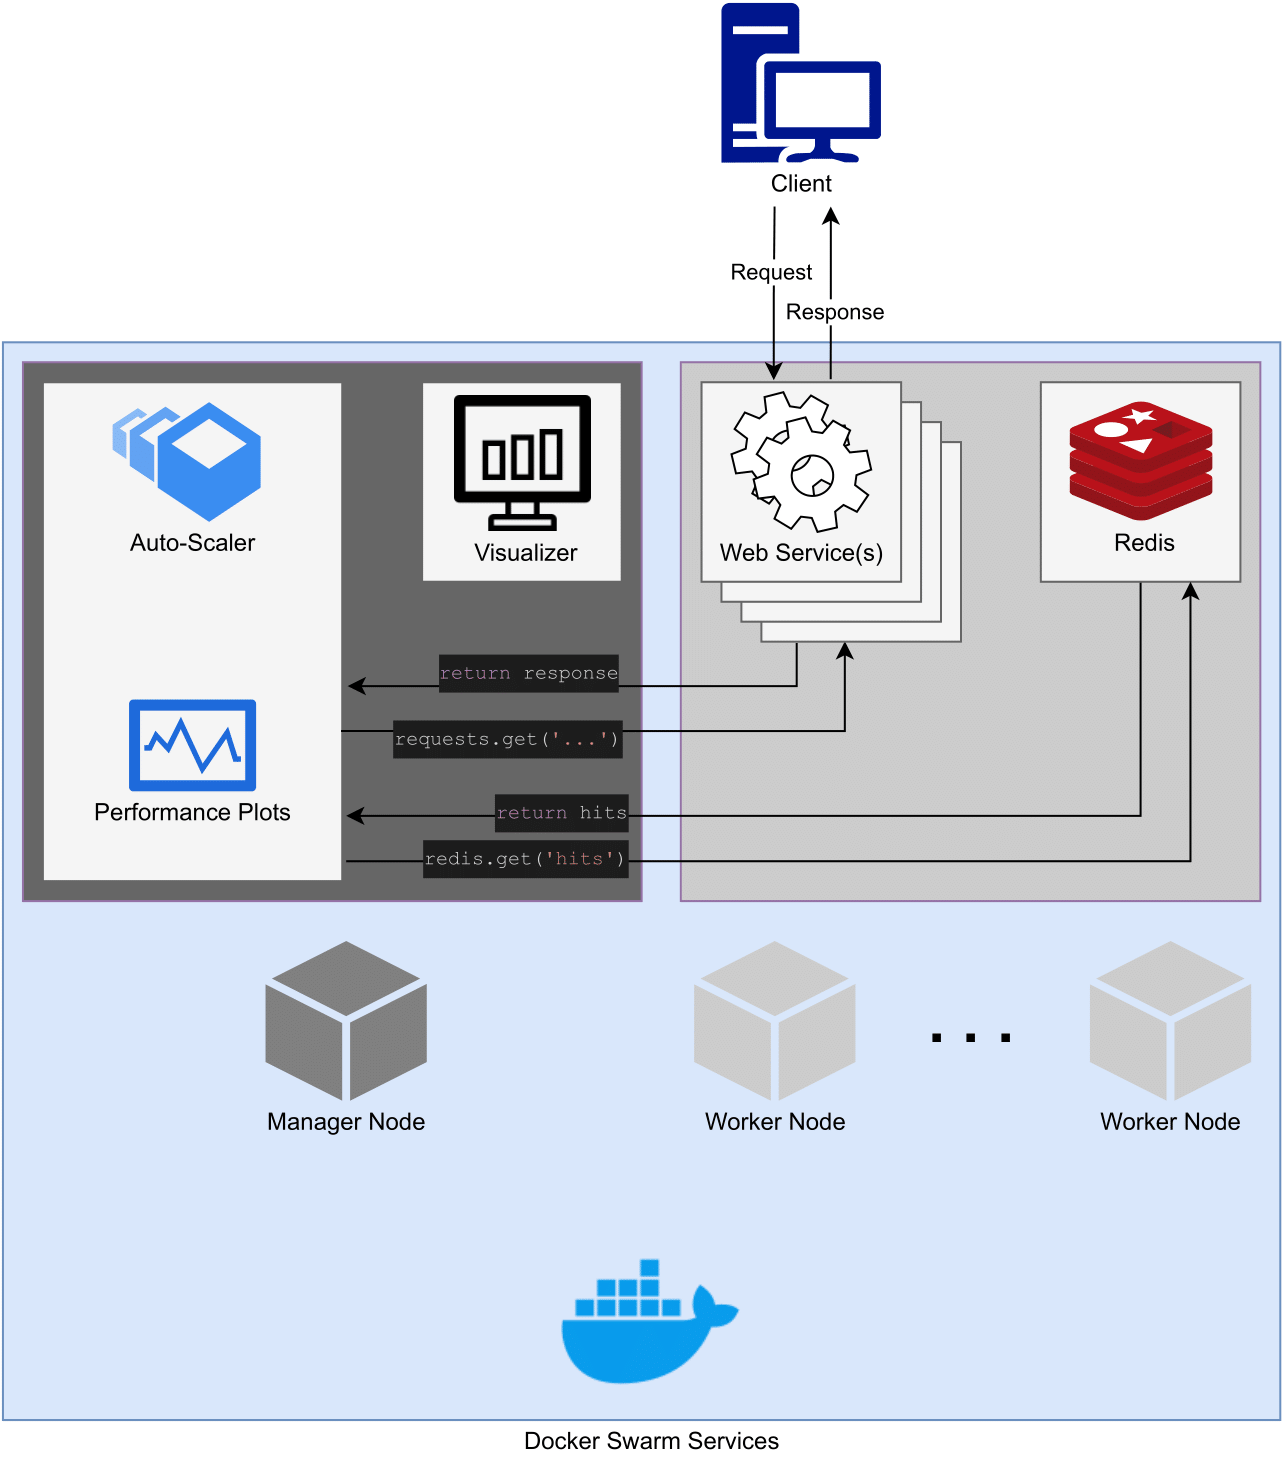 Client
Request
Response
Auto-Scaler
Visualizer
Web Service(s)
Redis
return response
requests.get('...')
Performance Plots
return hits
redis.get('hits')
Manager Node
Worker Node
. . .
Worker Node
Docker Swarm Services